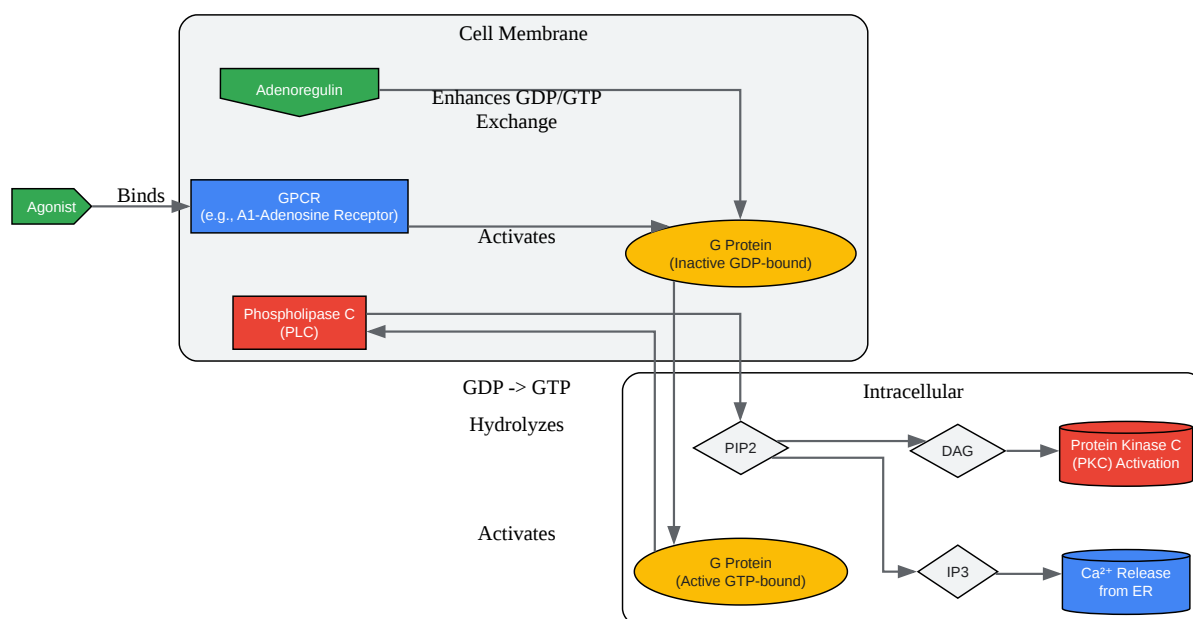 Cell Membrane
Adenoregulin
Enhances GDP/GTP
Exchange
Agonist
Binds
GPCR
(e.g., A1-Adenosine Receptor)
Activates
G Protein
(Inactive GDP-bound)
Phospholipase C
(PLC)
GDP -> GTP
Hydrolyzes
Activates
Intracellular
PIP2
DAG
Protein Kinase C
(PKC) Activation
G Protein
(Active GTP-bound)
IP3
Ca²⁺ Release
from ER